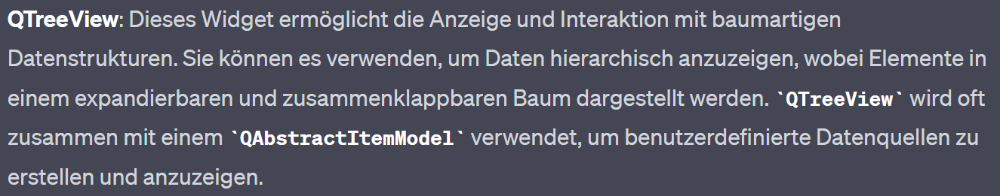 QTreeView: Dieses Widget ermöglicht die Anzeige und Interaktion mit baumartigen
Datenstrukturen. Sie können es verwenden, um Daten hierarchisch anzuzeigen, wobei Elemente in
einem expandierbaren und zusammenklappbaren Baum dargestellt werden. `QTreeView` wird oft
zusammen mit einem `QAbstractItemModel` verwendet, um benutzerdefinierte Datenquellen zu
erstellen und anzuzeigen.